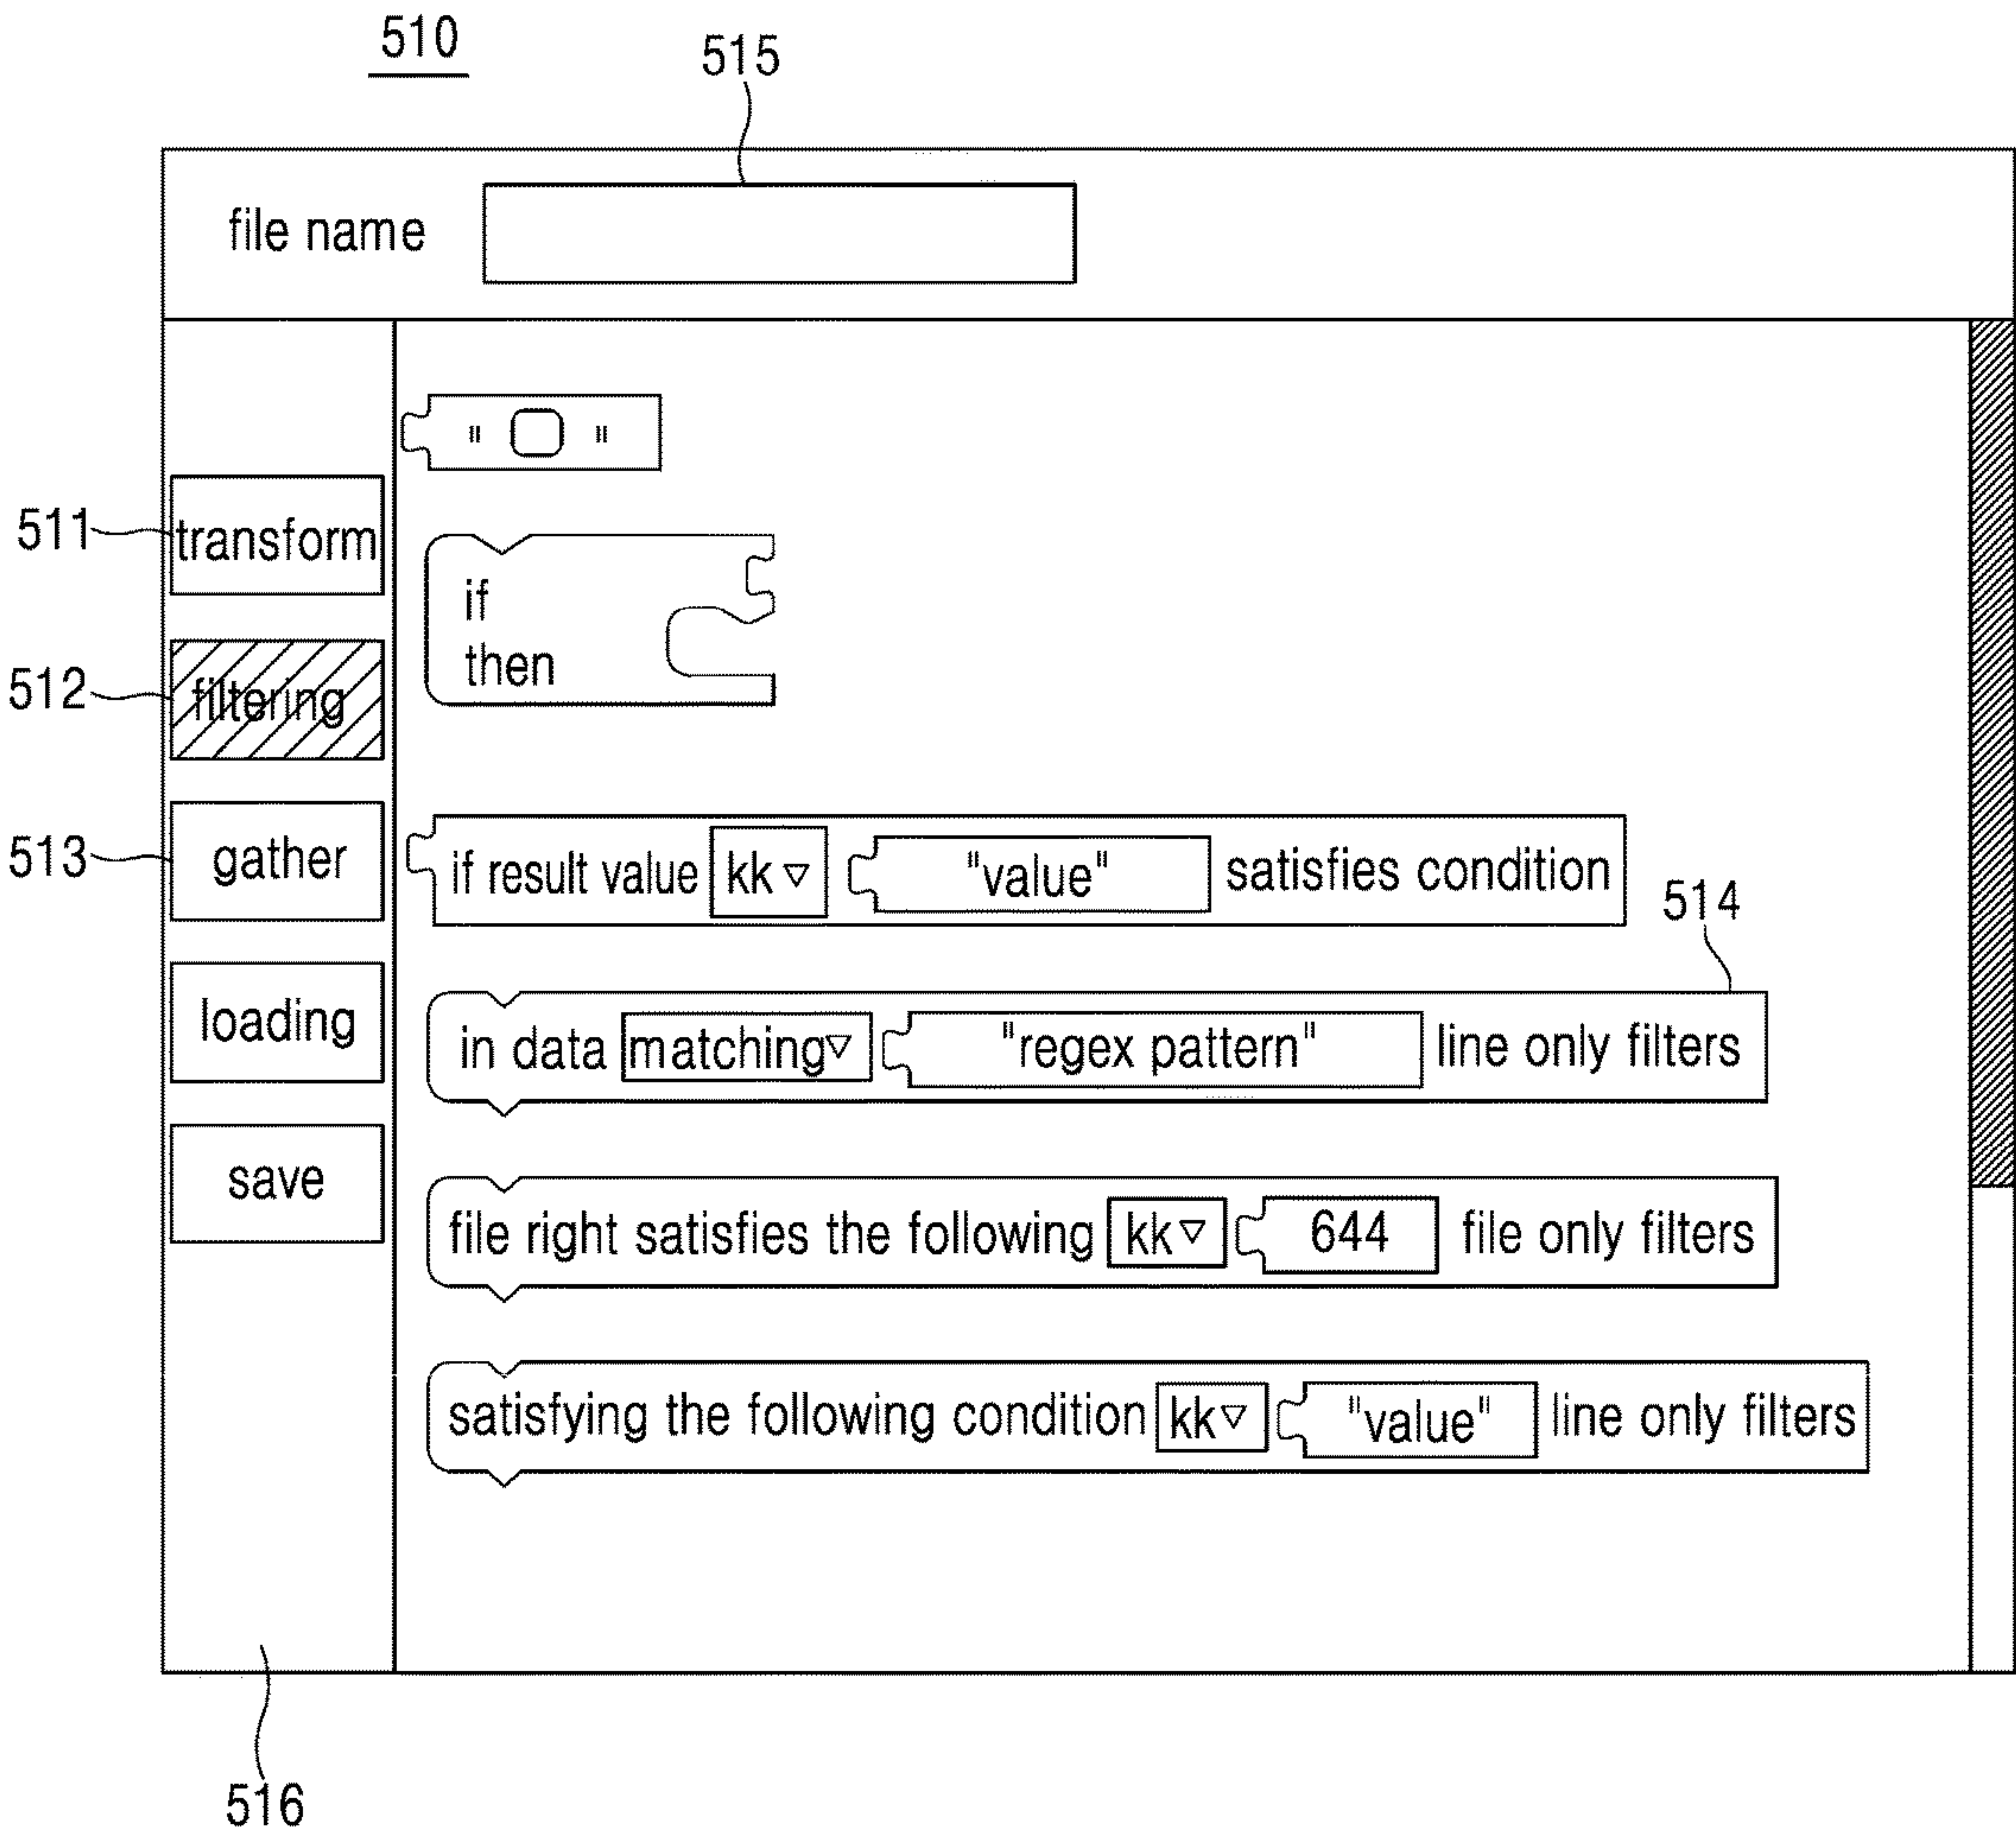 510
515
file name
" "
511
transform
if
then
512
filtering
513
gather
if result value kk "value" satisfies condition
514
loading
in data matching "regex pattern" line only filters
save
file right satisfies the following kk 644 file only filters
satisfying the following condition kk "value" line only filters
516